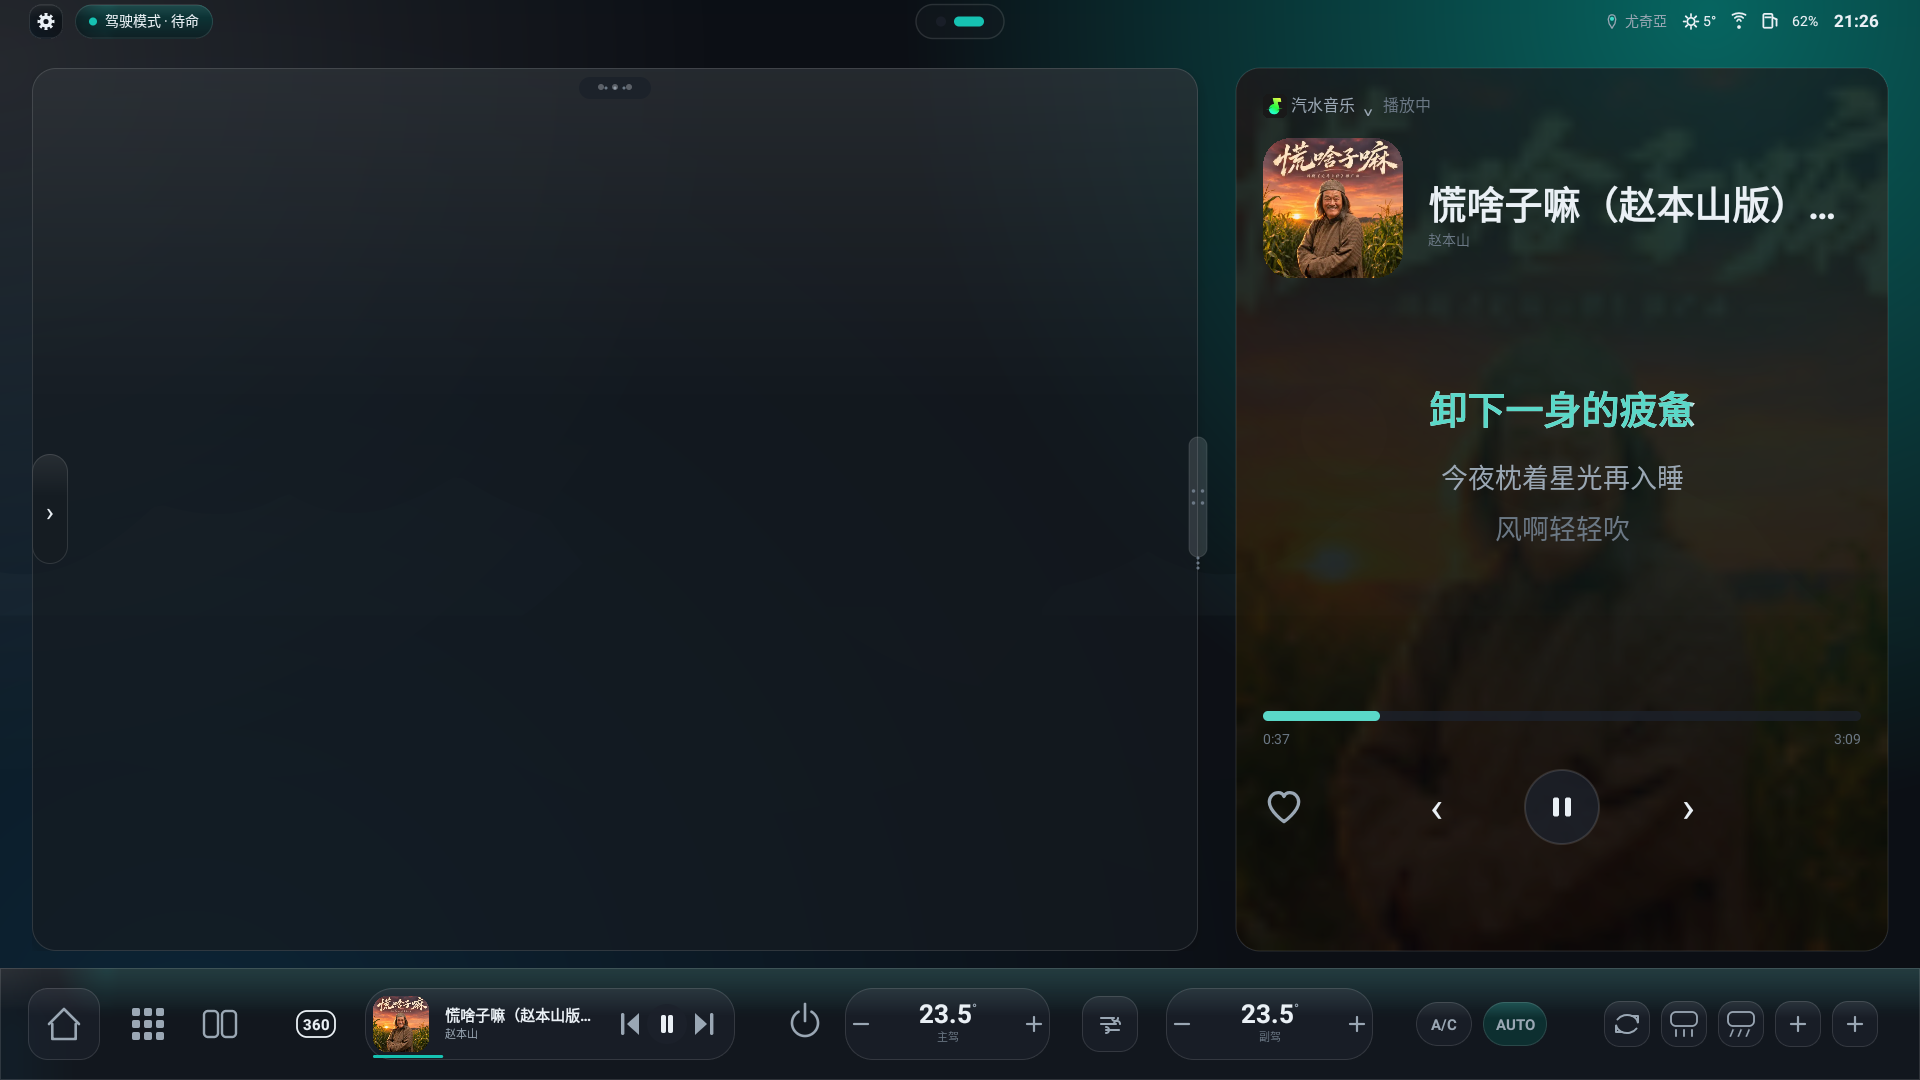 驾驶模式 · 待命
尤奇亞
5°
62%
21:26
汽水音乐
播放中
慌啥子嘛
慌啥子嘛（赵本山版）...
赵本山
卸下一身的疲惫
今夜枕着星光再入睡
风啊轻轻吹
0:37
3:09
360
慌啥子嘛
慌啥子嘛（赵本山版...
赵本山
23.5°
主驾
23.5°
副驾
A/C
AUTO